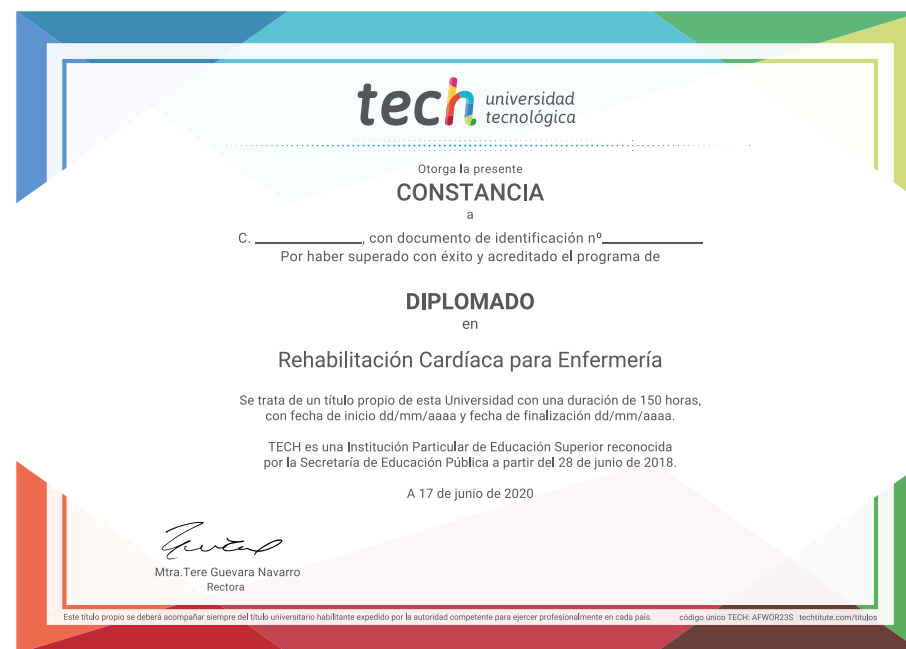 tech universidad
tecnológica
Otorga la presente
CONSTANCIA
a
C. ____________, con documento de identificación nº____________
Por haber superado con éxito y acreditado el programa de
DIPLOMADO
en
Rehabilitación Cardíaca para Enfermería
Se trata de un título propio de esta Universidad con una duración de 150 horas,
con fecha de inicio dd/mm/aaaa y fecha de finalización dd/mm/aaaa.
TECH es una Institución Particular de Educación Superior reconocida
por la Secretaría de Educación Pública a partir del 28 de junio de 2018.
A 17 de junio de 2020
Mtra.Tere Guevara Navarro
Rectora
Este título propio se deberá acompañar siempre del título universitario habilitante expedido por la autoridad competente para ejercer profesionalmente en cada país. código único TECH: AFWOR23S techtitute.com/titulos